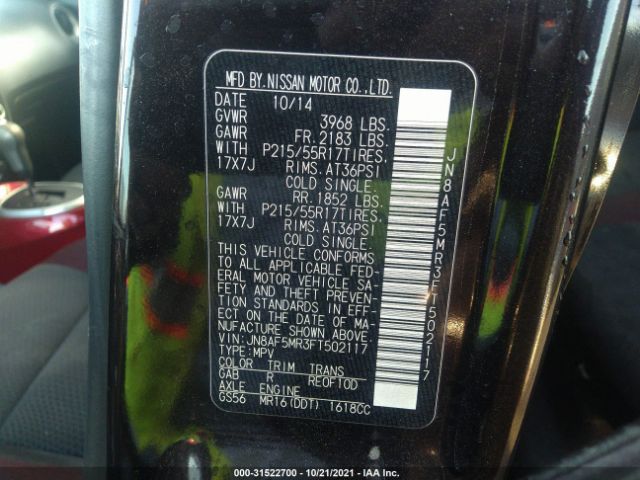 MFD BY.NISSAN MOTOR CO.,LTD.
DATE 10/14
GVWR 3968 LBS.
GAWR FR.2183 LBS.
WITH P215/55R17TIRES.
17X7J RIMS.AT36PSI
COLD SINGLE.
GAWR RR.1852 LBS.
WITH P215/55R17TIRES.
17X7J RIMS.AT36PSI
COLD SINGLE.
THIS VEHICLE CONFORMS
TO ALL APPLICABLE FED-
ERAL MOTOR VEHICLE SA-
FETY AND THEFT PREVEN-
TION STANDARDS IN EFF-
ECT ON THE DATE OF MA-
NUFACTURE SHOWN ABOVE.
VIN:JN8AF5MR3FT502117
TYPE:MPV
COLOR TRIM TRANS
GAB R RE0F10D
AXLE ENGINE
GS56 MR16(DDT) 1618CC
JN8AF5MR3FT502117
000-31522700 - 10/21/2021 - IAA Inc.